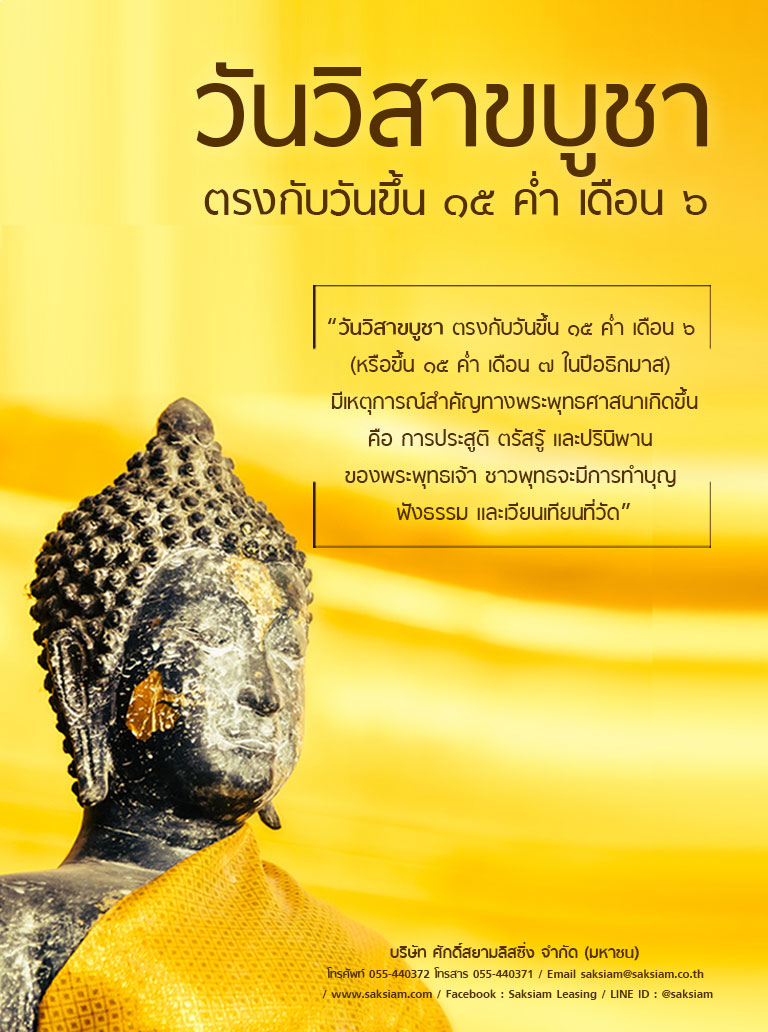 วันวิสาขบูชา
ตรงกับวันขึ้น ๑๕ ค่ำ เดือน ๖
“วันวิสาขบูชา ตรงกับวันขึ้น ๑๕ ค่ำ เดือน ๖
(หรือขึ้น ๑๕ ค่ำ เดือน ๗ ในปีอธิกมาส)
มีเหตุการณ์สำคัญทางพระพุทธศาสนาเกิดขึ้น
คือ การประสูติ ตรัสรู้ และปรินิพาน
ของพระพุทธเจ้า ชาวพุทธจะมีการทำบุญ
ฟังธรรม และเวียนเทียนที่วัด”
บริษัท ศักดิ์สยามลิสซิ่ง จำกัด (มหาชน)
โทรศัพท์ 055-440372 โทรสาร 055-440371 / Email saksiam@saksiam.co.th
/ www.saksiam.com / Facebook : Saksiam Leasing / LINE ID : @saksiam